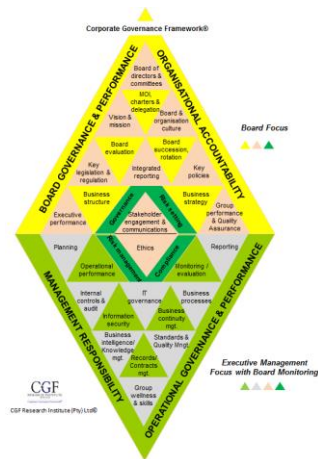 Corporate Governance Framework®
BOARD GOVERNANCE & PERFORMANCE
ORGANISATIONAL ACCOUNTABILITY
Board of
directors &
committees
MOI,
charters &
delegation
Vision &
mission
Board &
organisation
culture
Board
evaluation
Board
succession,
rotation
Key
legislation &
regulation
Integrated
reporting
Key
policies
Business
structure
Business
strategy
Executive
performance
Group
performance
& Quality
Assurance
Governance
Stakeholder
engagement &
communications
Ethics
Risk management
Compliance
Board Focus
Planning
Reporting
Operational performance
Monitoring /
evaluation
Internal
controls &
audit
IT
governance
Business
processes
Information
security
Business
continuity
mgt.
Business
intelligence/
Knowledge
mgt.
Standards &
Quality Mngt.
Records/
Contracts
mgt.
Group
wellness
& skills
MANAGEMENT RESPONSIBILITY
OPERATIONAL GOVERNANCE & PERFORMANCE
Executive Management
Focus with Board Monitoring
CGF
CGF Research Institute (Pty) Ltd®